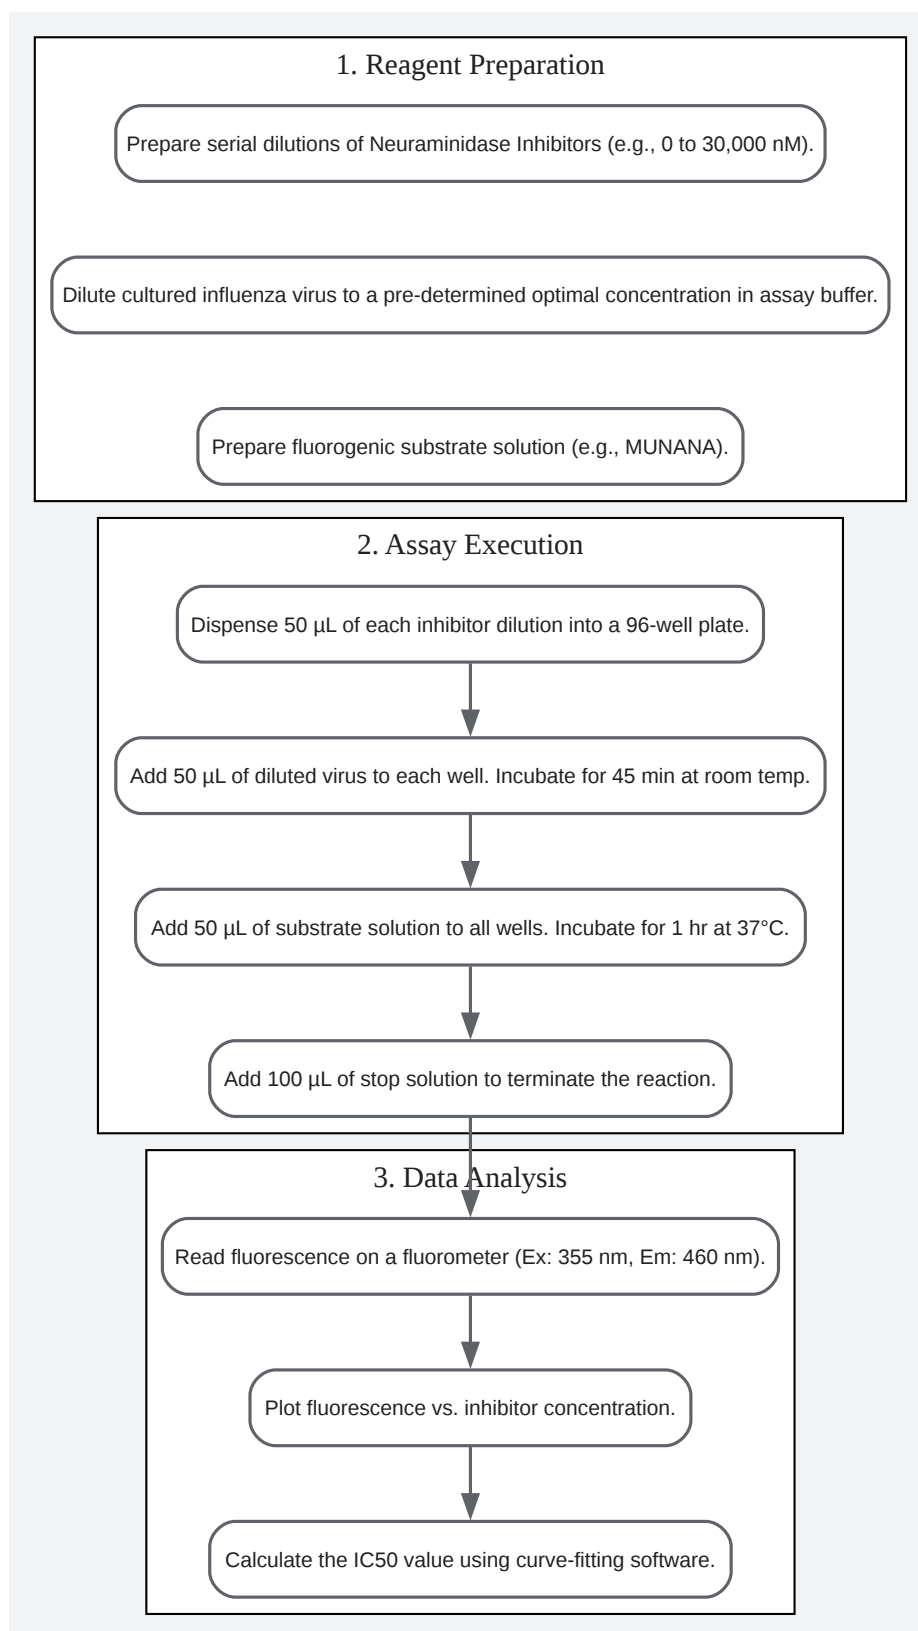 1. Reagent Preparation
Prepare serial dilutions of Neuraminidase Inhibitors (e.g., 0 to 30,000 nM).
Dilute cultured influenza virus to a pre-determined optimal concentration in assay buffer.
Prepare fluorogenic substrate solution (e.g., MUNANA).
2. Assay Execution
Dispense 50 µL of each inhibitor dilution into a 96-well plate.
Add 50 µL of diluted virus to each well. Incubate for 45 min at room temp.
Add 50 µL of substrate solution to all wells. Incubate for 1 hr at 37°C.
Add 100 µL of stop solution to terminate the reaction.
3. Data Analysis
Read fluorescence on a fluorometer (Ex: 355 nm, Em: 460 nm).
Plot fluorescence vs. inhibitor concentration.
Calculate the IC50 value using curve-fitting software.